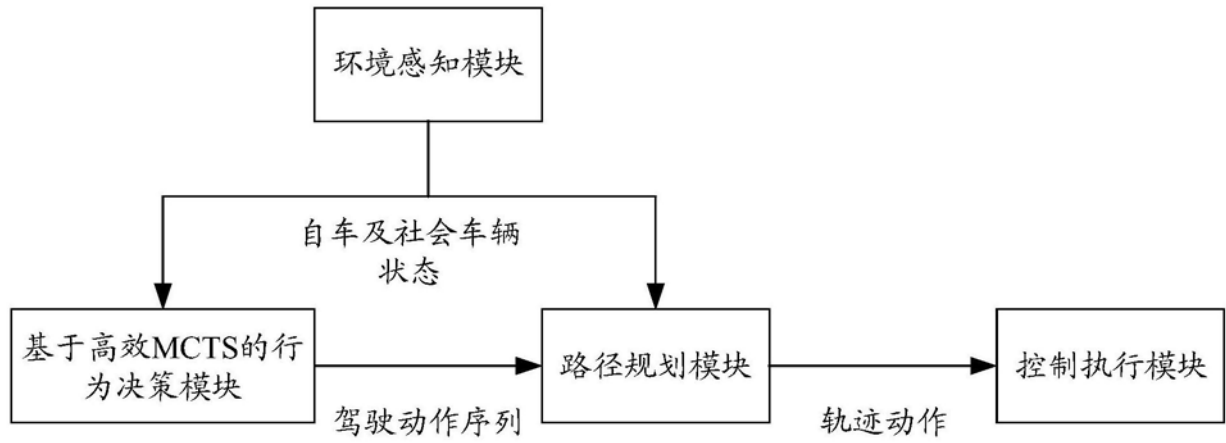 环境感知模块
自车及社会车辆
状态
基于高效MCTS的行
为决策模块
驾驶动作序列
路径规划模块
轨迹动作
控制执行模块